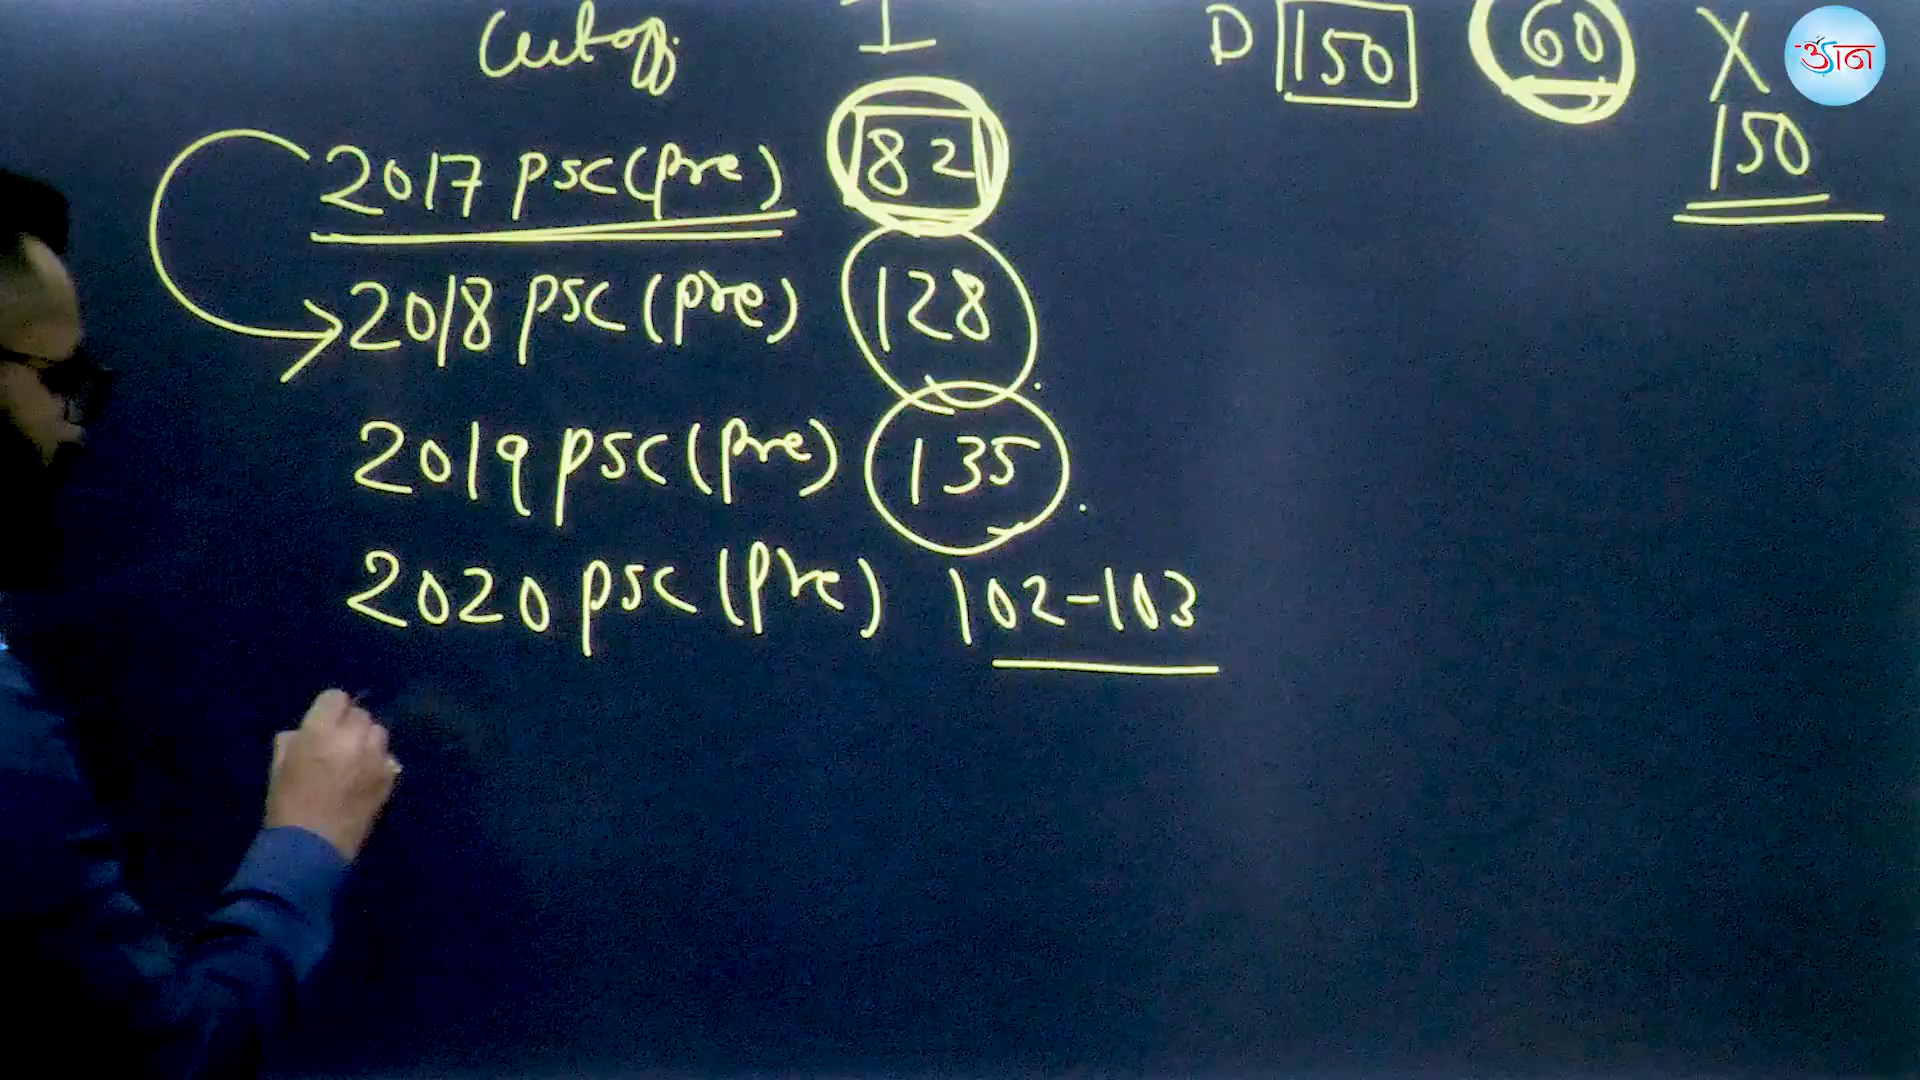 Cutoff I D 150 60 X उड़ान
150
2017 psc (pre) 82
2018 psc (pre) 128
2019 psc (pre) 135
2020 psc (pre) 102-103